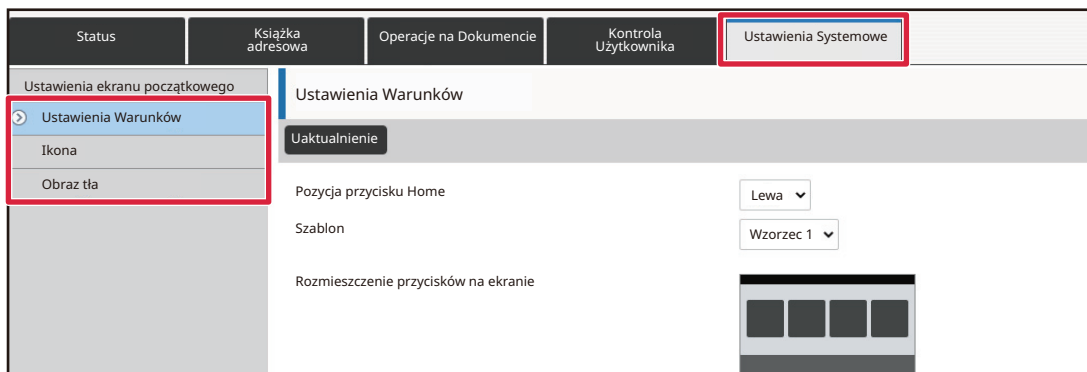 Status
Książka
adresowa
Operacje na Dokumencie
Kontrola
Użytkownika
Ustawienia Systemowe
Ustawienia ekranu początkowego
Ustawienia Warunków
Ikona
Obraz tła
Ustawienia Warunków
Uaktualnienie
Pozycja przycisku Home
Lewa
Szablon
Wzorzec 1
Rozmieszczenie przycisków na ekranie